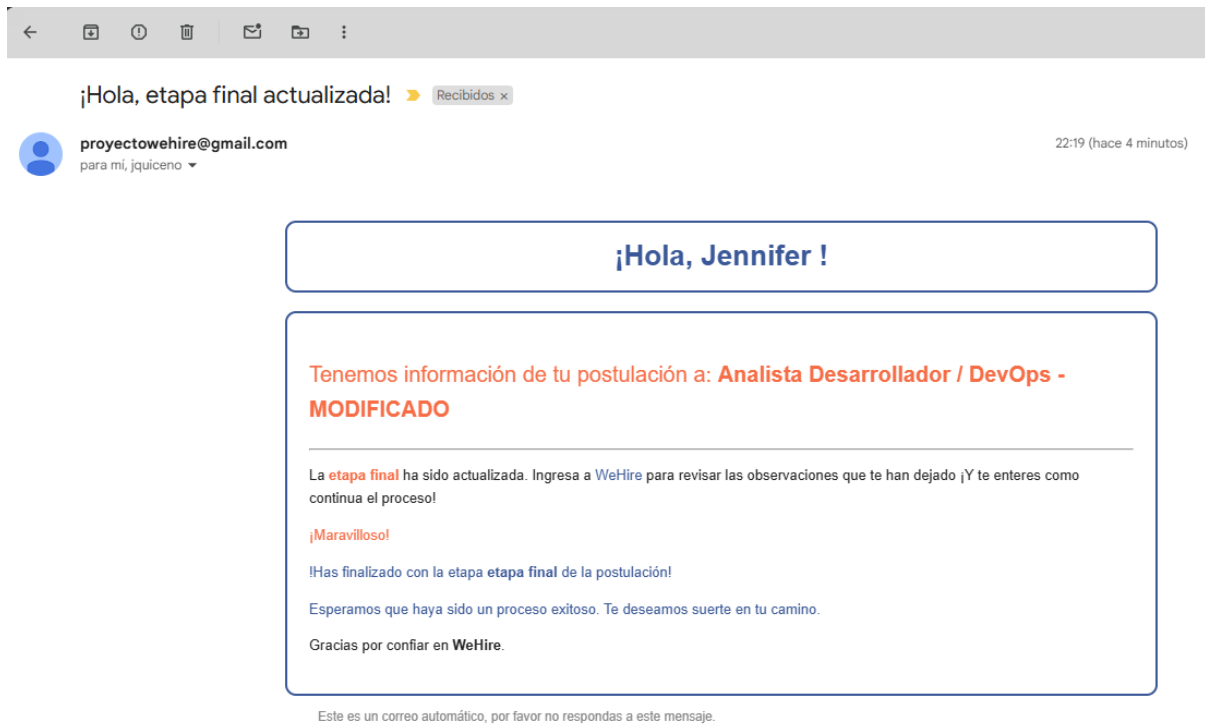 ¡Hola, etapa final actualizada! Recibidos ×
proyectowehire@gmail.com
22:19 (hace 4 minutos)
para mí, jquiceno
¡Hola, Jennifer !
Tenemos información de tu postulación a: Analista Desarrollador / DevOps -
MODIFICADO
La etapa final ha sido actualizada. Ingresa a WeHire para revisar las observaciones que te han dejado ¡Y te enteres como
continua el proceso!
¡Maravilloso!
!Has finalizado con la etapa etapa final de la postulación!
Esperamos que haya sido un proceso exitoso. Te deseamos suerte en tu camino.
Gracias por confiar en WeHire.
Este es un correo automático, por favor no respondas a este mensaje.